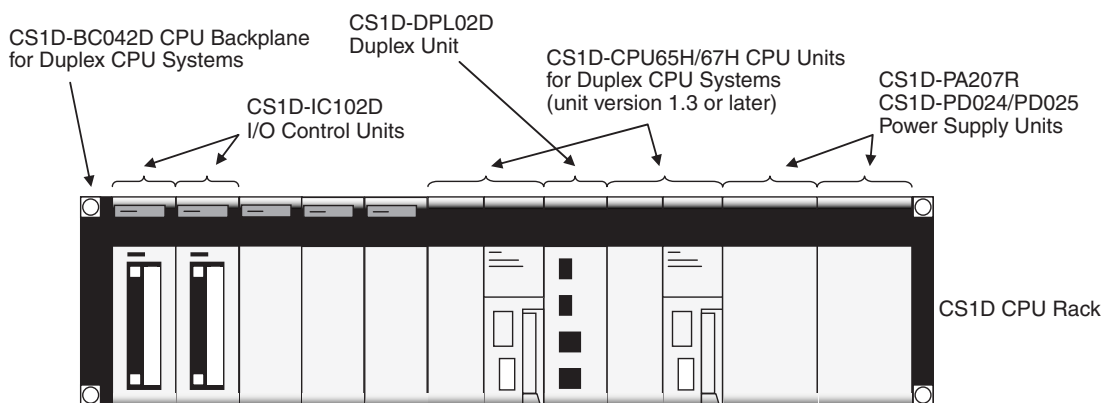 CS1D-BC042D CPU Backplane
for Duplex CPU Systems
CS1D-IC102D
I/O Control Units
CS1D-DPL02D
Duplex Unit
CS1D-CPU65H/67H CPU Units
for Duplex CPU Systems
(unit version 1.3 or later)
CS1D-PA207R
CS1D-PD024/PD025
Power Supply Units
CS1D CPU Rack